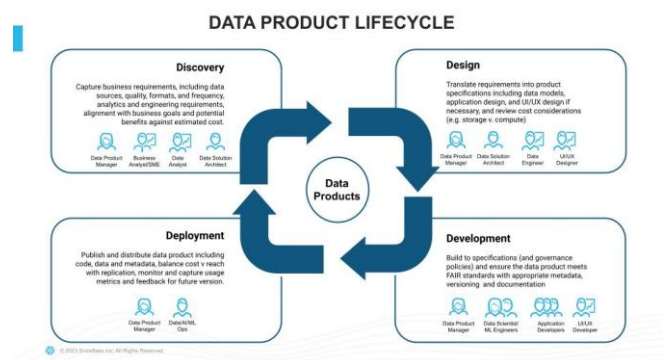 DATA PRODUCT LIFECYCLE
Discovery
Capture business requirements, including data
sources, quality, formats, and frequency,
analytics and engineering requirements,
alignment with business goals and potential
benefits against estimated cost.
Data Product
Manager
Business
Analyst/SME
Data
Analyst
Data Solution
Architect
Design
Translate requirements into product
specifications including data models,
application design, and UI/UX design if
necessary, and review cost considerations
(e.g. storage v. compute)
Data Product
Manager
Data Solution
Architect
Data
Engineer
UI/UX
Designer
Data
Products
Deployment
Publish and distribute data product including
code, data and metadata, balance cost v reach
with replication, monitor and capture usage
metrics and feedback for future version.
Data Product
Manager
Data/AI/ML
Ops
Development
Build to specifications (and governance
policies) and ensure the data product meets
FAIR standards with appropriate metadata,
versioning and documentation
Data Product
Manager
Data Scientist/
ML Engineers
Application
Developers
UI/UX
Developer
© 2023 Snowflake Inc. All Rights Reserved